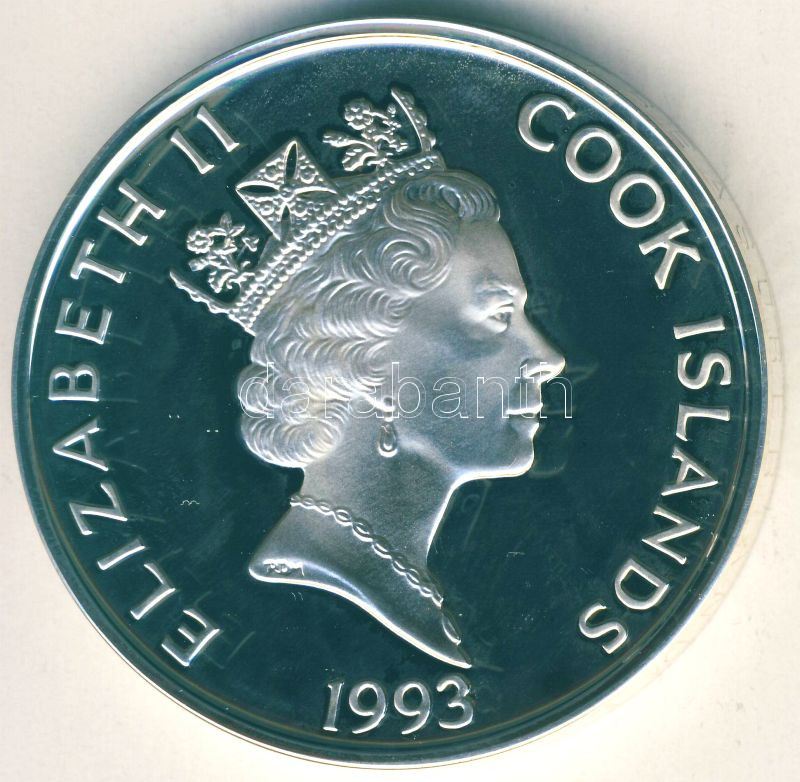 ELIZABETH II
COOK ISLANDS
darabanth
RDM
1993